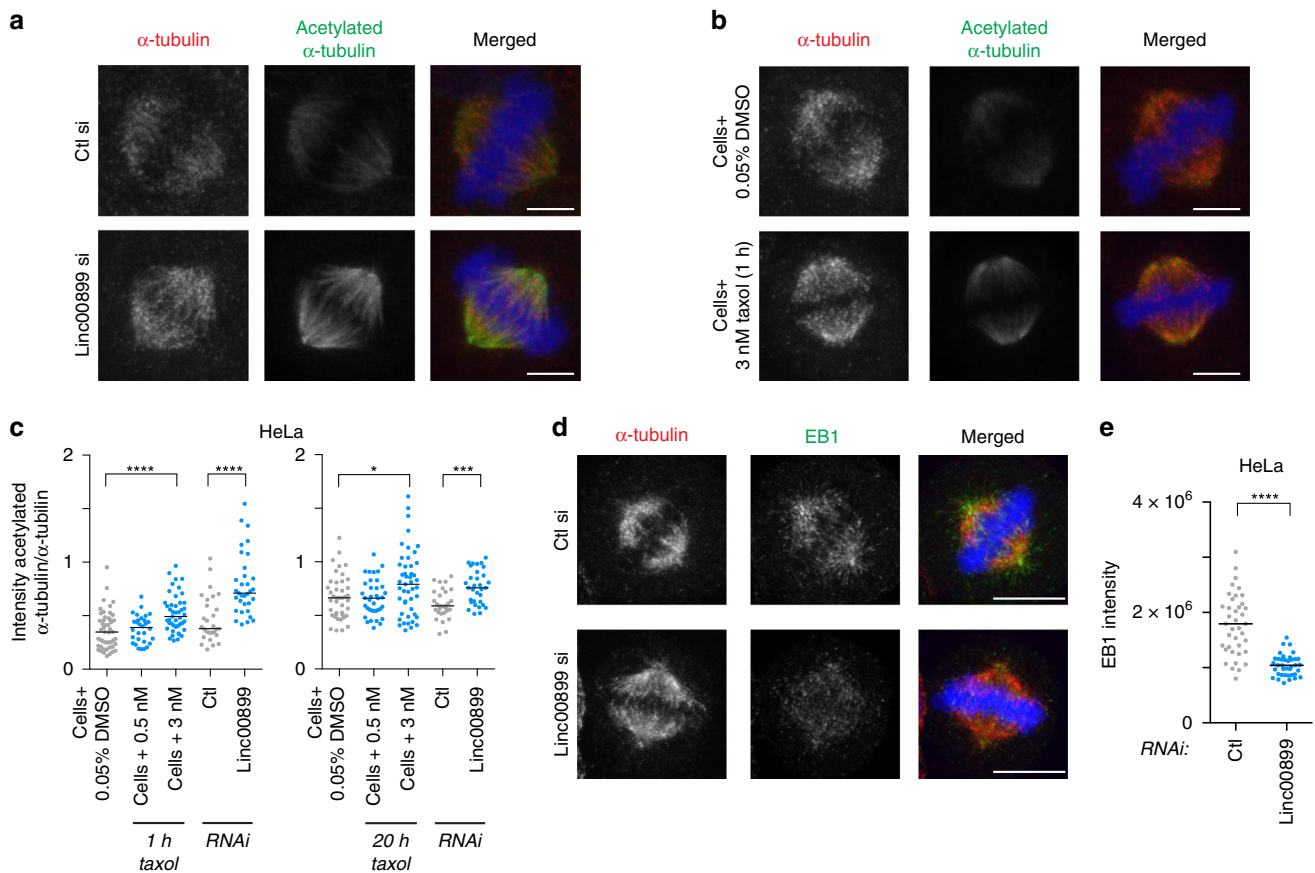 a
α-tubulin
Acetylated
α-tubulin
Merged
Ctl si
Linc00899 si
b
α-tubulin
Acetylated
α-tubulin
Merged
Cells+
0.05% DMSO
Cells+
3 nM taxol (1 h)
c
HeLa
Intensity acetylated
α-tubulin/α-tubilin
2
1
0
****
****
Cells+
0.05% DMSO
Cells + 0.5 nM
Cells + 3 nM
Ctl
Linc00899
1 h
taxol
RNAi
2
1
0
*
***
Cells+
0.05% DMSO
Cells + 0.5 nM
Cells + 3 nM
Ctl
Linc00899
20 h
taxol
RNAi
d
α-tubulin
EB1
Merged
Ctl si
Linc00899 si
e
HeLa
EB1 intensity
4 × 10⁶
2 × 10⁶
0
****
RNAi:
Ctl
Linc00899